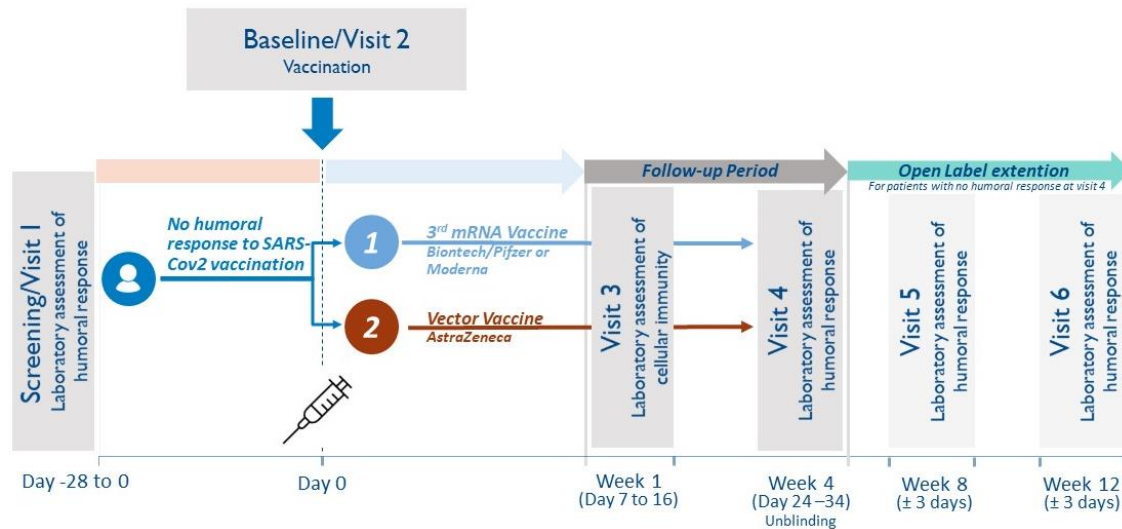 Baseline/Visit 2
Vaccination
Follow-up Period
Open Label extention
For patients with no humoral response at visit 4
Screening/Visit 1
Laboratory assessment of
humoral response
No humoral
response to SARS-
Cov2 vaccination
1
3rd mRNA Vaccine
Biontech/Pifzer or
Moderna
2
Vector Vaccine
AstraZeneca
Visit 3
Laboratory assessment of
cellular immunity
Visit 4
Laboratory assessment of
humoral response
Visit 5
Laboratory assessment of
humoral response
Visit 6
Laboratory assessment of
humoral response
Day -28 to 0
Day 0
Week 1
(Day 7 to 16)
Week 4
(Day 24 –34)
Unblinding
Week 8
(± 3 days)
Week 12
(± 3 days)